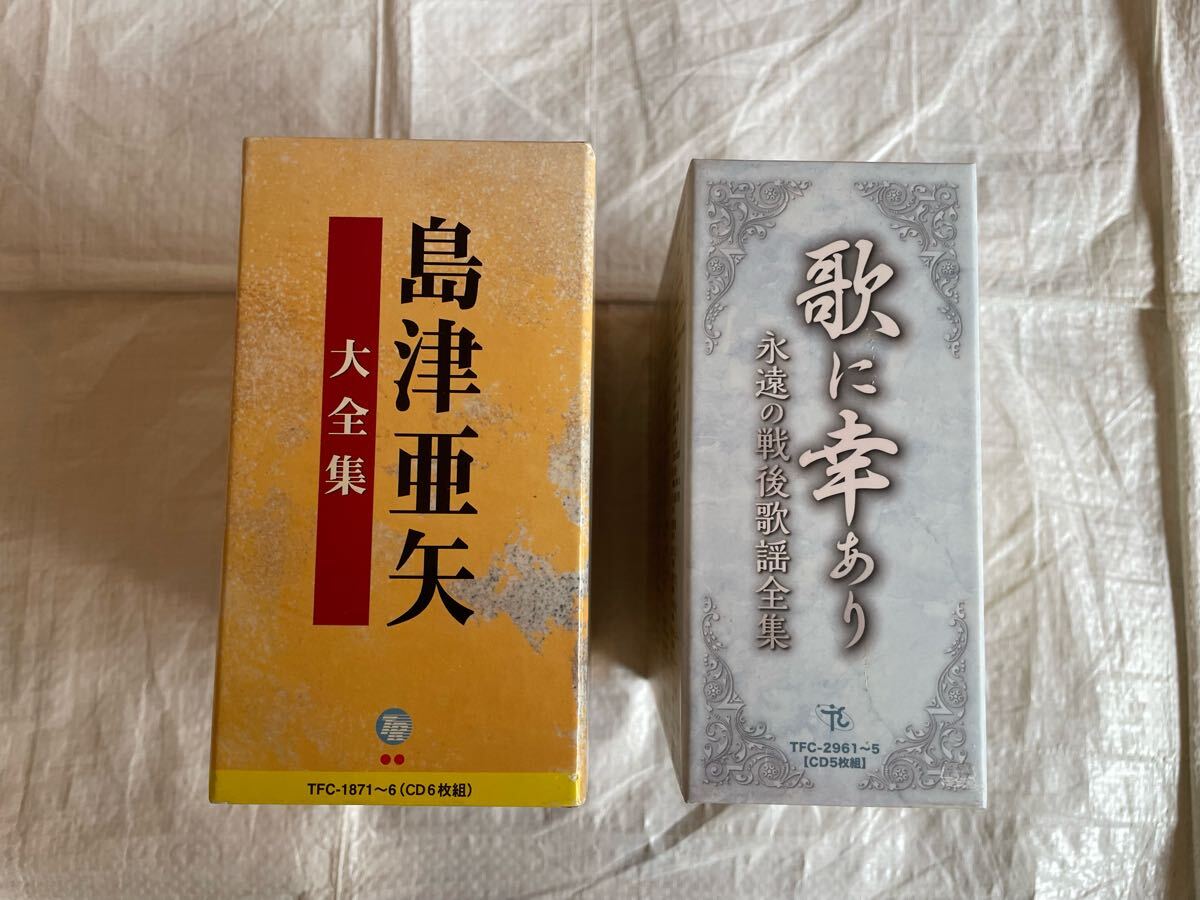 島津亜矢
大全集
TFC-1871～6(CD6枚組)
歌に幸あり
永遠の戦後歌謡全集
TFC-2961～5
【CD5枚組】